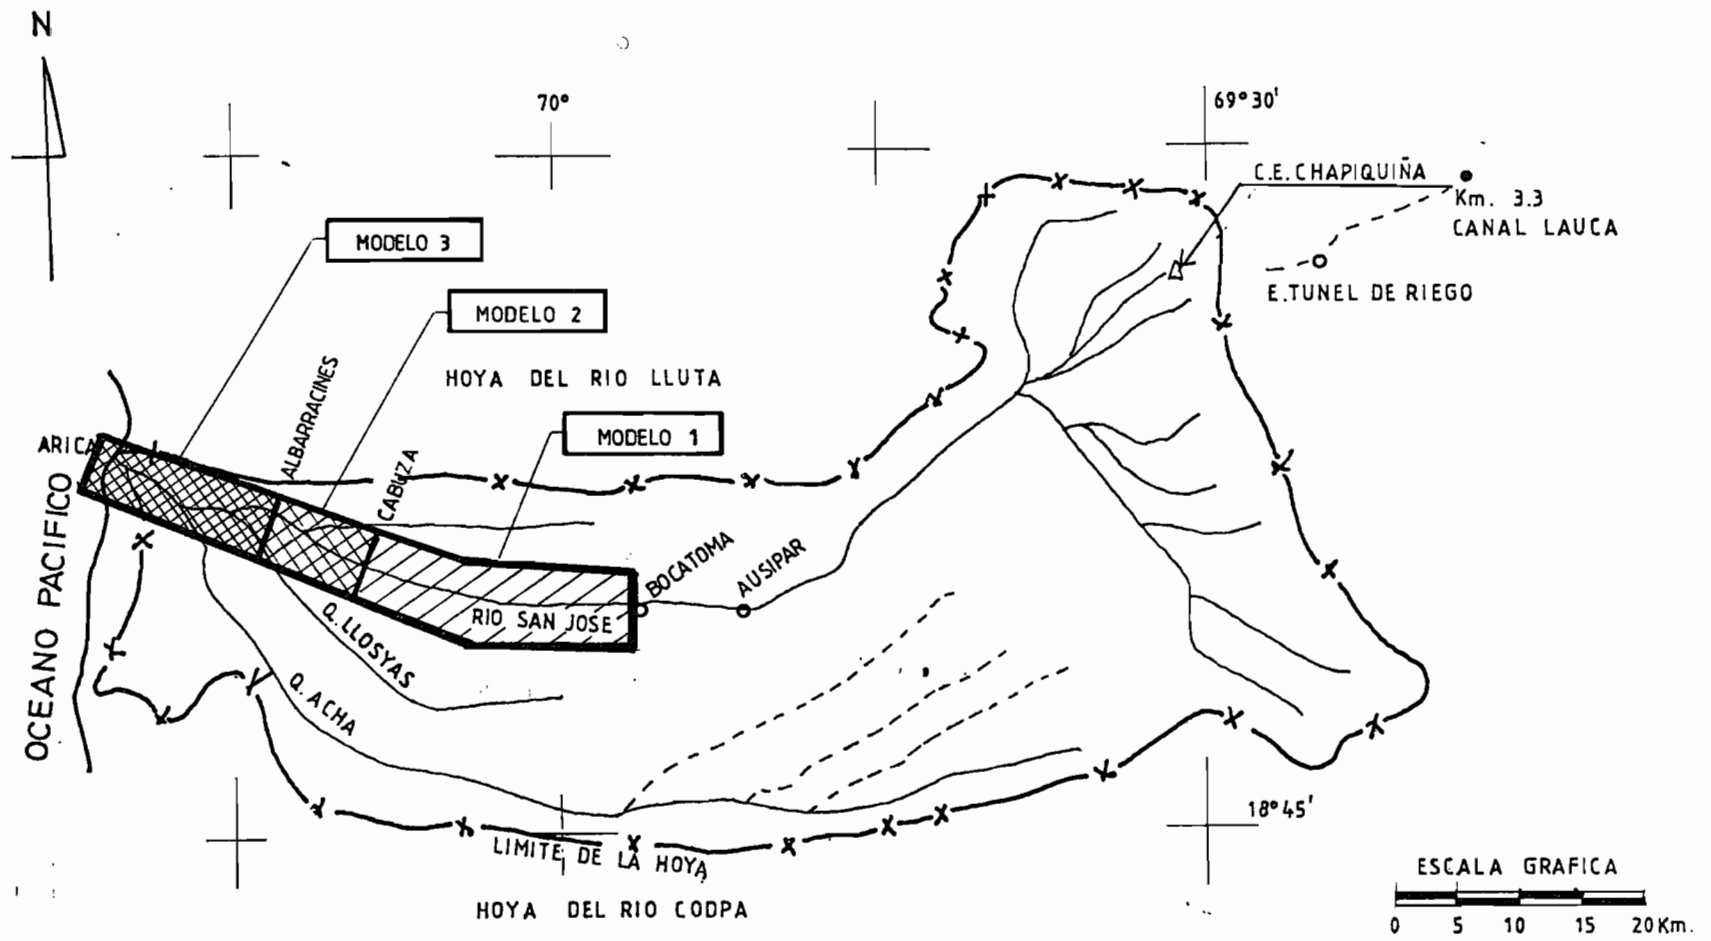 N
70°
69°30'
C.E. CHAPIQUIÑA
Km. 3.3
CANAL LAUCA
E. TUNEL DE RIEGO
MODELO 3
MODELO 2
HOYA DEL RIO LLUTA
MODELO 1
ALBARRACINES
CABUZA
ARICA
OCEANO PACIFICO
BOCATOMA
AUSIPAR
RIO SAN JOSE
Q. LLOSYAS
Q. ACHA
18°45'
LIMITE DE LA HOYA
HOYA DEL RIO CODPA
ESCALA GRAFICA
0 5 10 15 20 Km.